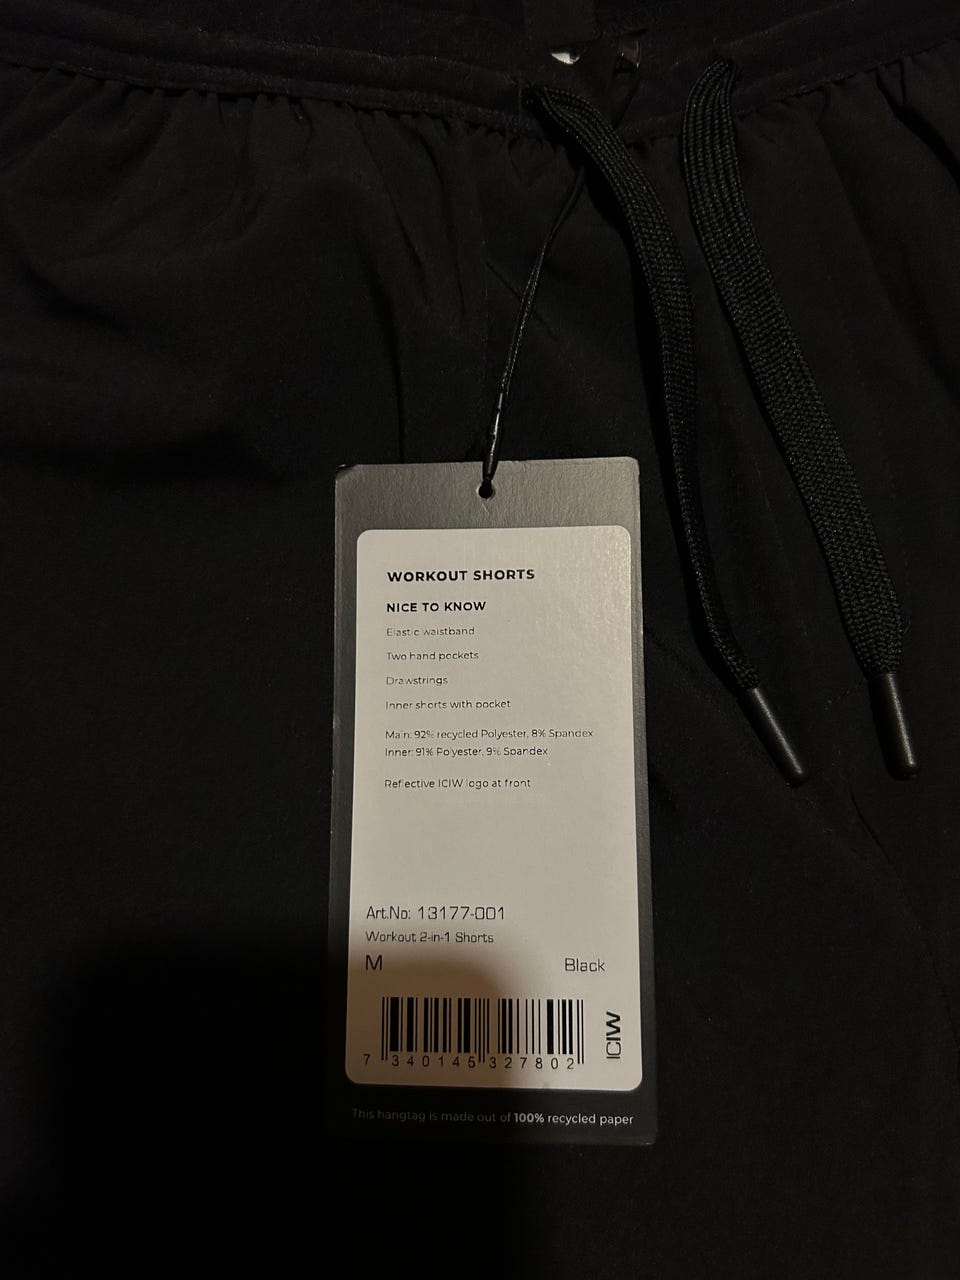 WORKOUT SHORTS
NICE TO KNOW
Elastic waistband
Two hand pockets
Drawstrings
Inner shorts with pocket
Main: 92% recycled Polyester, 8% Spandex
Inner: 91% Polyester, 9% Spandex
Reflective ICIW logo at front
Art.No: 13177-001
Workout 2-in-1 Shorts
M Black
7 340145 327802
ICIW
This hangtag is made out of 100% recycled paper